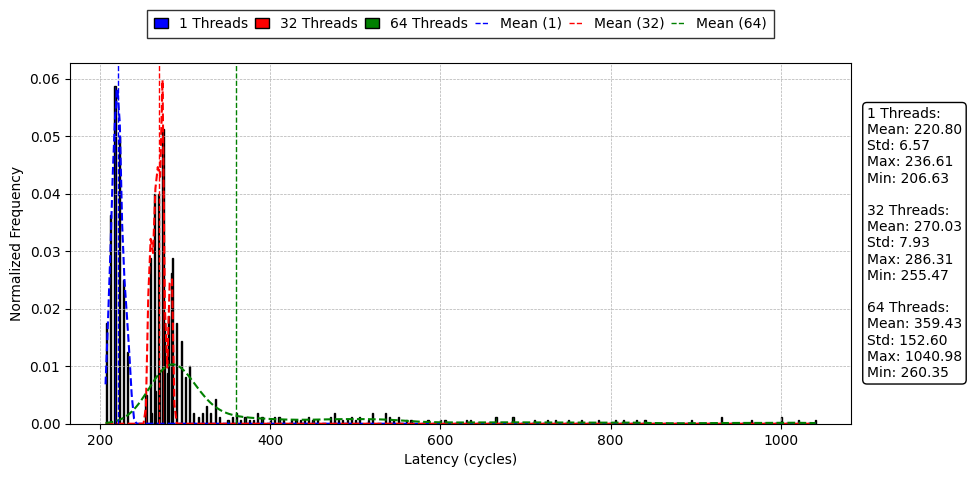 1 Threads 32 Threads 64 Threads Mean (1) Mean (32) Mean (64)
0.06
0.05
0.04
0.03
0.02
0.01
0.00
Normalized Frequency
200 400 600 800 1000
Latency (cycles)
1 Threads:
Mean: 220.80
Std: 6.57
Max: 236.61
Min: 206.63
32 Threads:
Mean: 270.03
Std: 7.93
Max: 286.31
Min: 255.47
64 Threads:
Mean: 359.43
Std: 152.60
Max: 1040.98
Min: 260.35